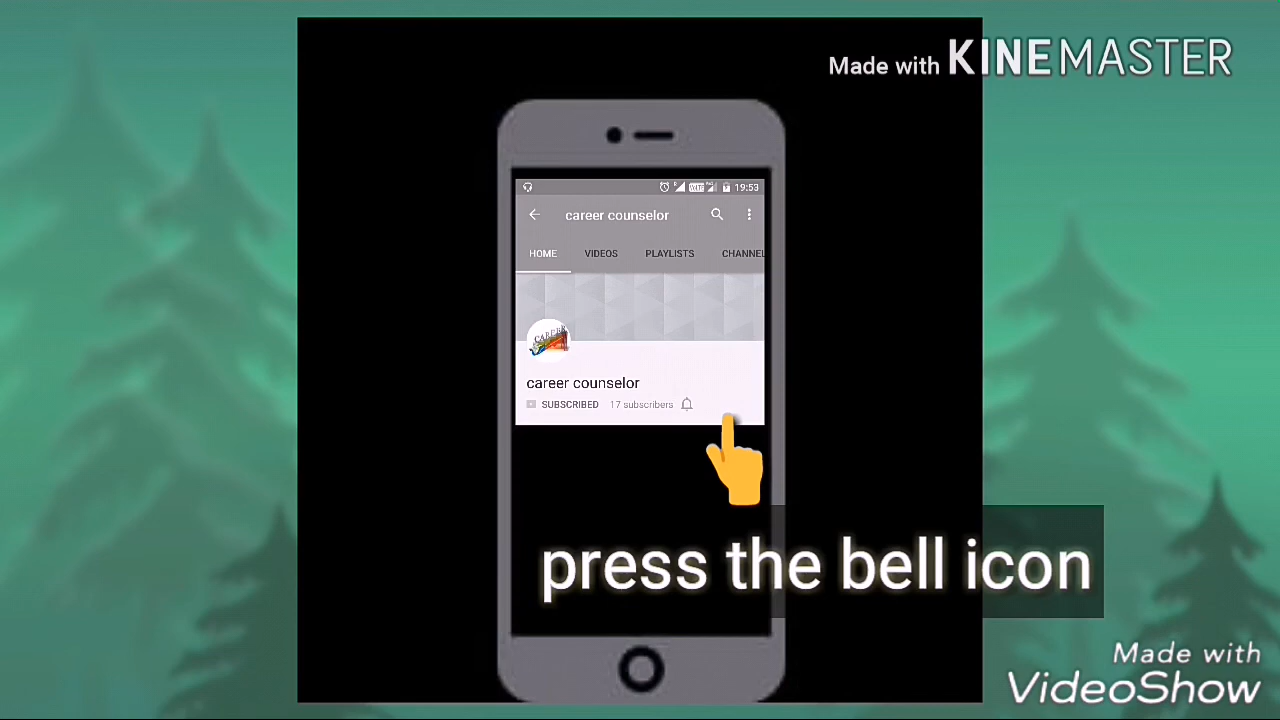 Made with KINEMASTER
19:53
career counselor
HOME VIDEOS PLAYLISTS CHANNEL
CAREER
career counselor
SUBSCRIBED 17 subscribers
press the bell icon
Made with
VideoShow